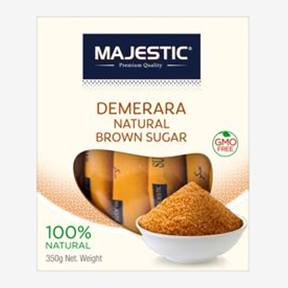 MAJESTIC®
Premium Quality
DEMERARA
NATURAL
BROWN SUGAR
GMO
FREE
100%
NATURAL
350g Net. Weight